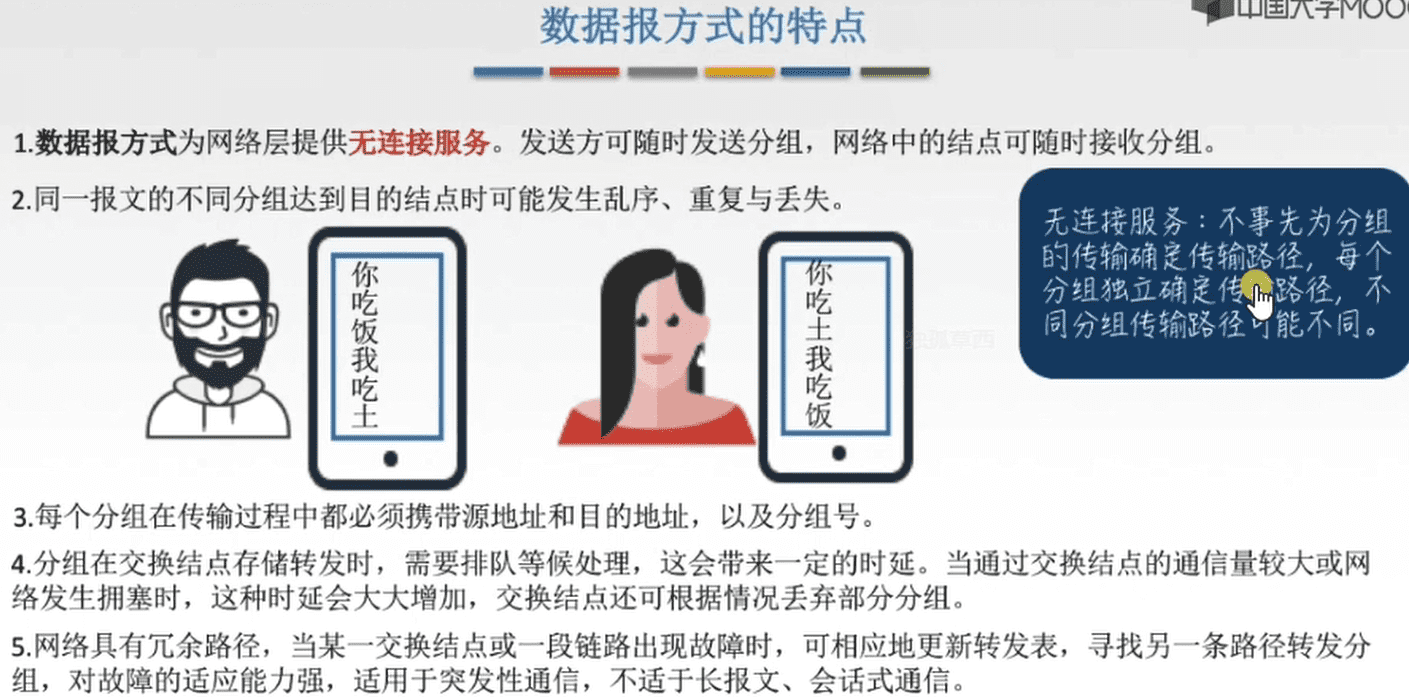 中国大学MOOC
数据报方式的特点
1.数据报方式为网络层提供无连接服务。发送方可随时发送分组，网络中的结点可随时接收分组。
2.同一报文的不同分组达到目的结点时可能发生乱序、重复与丢失。
你吃饭我吃土
你吃土我吃饭
独孤草西
无连接服务：不事先为分组
的传输确定传输路径，每个
分组独立确定传路径，不
同分组传输路径可能不同。
3.每个分组在传输过程中都必须携带源地址和目的地址，以及分组号。
4.分组在交换结点存储转发时，需要排队等候处理，这会带来一定的时延。当通过交换结点的通信量较大或网
络发生拥塞时，这种时延会大大增加，交换结点还可根据情况丢弃部分分组。
5.网络具有冗余路径，当某一交换结点或一段链路出现故障时，可相应地更新转发表，寻找另一条路径转发分
组，对故障的适应能力强，适用于突发性通信，不适于长报文、会话式通信。